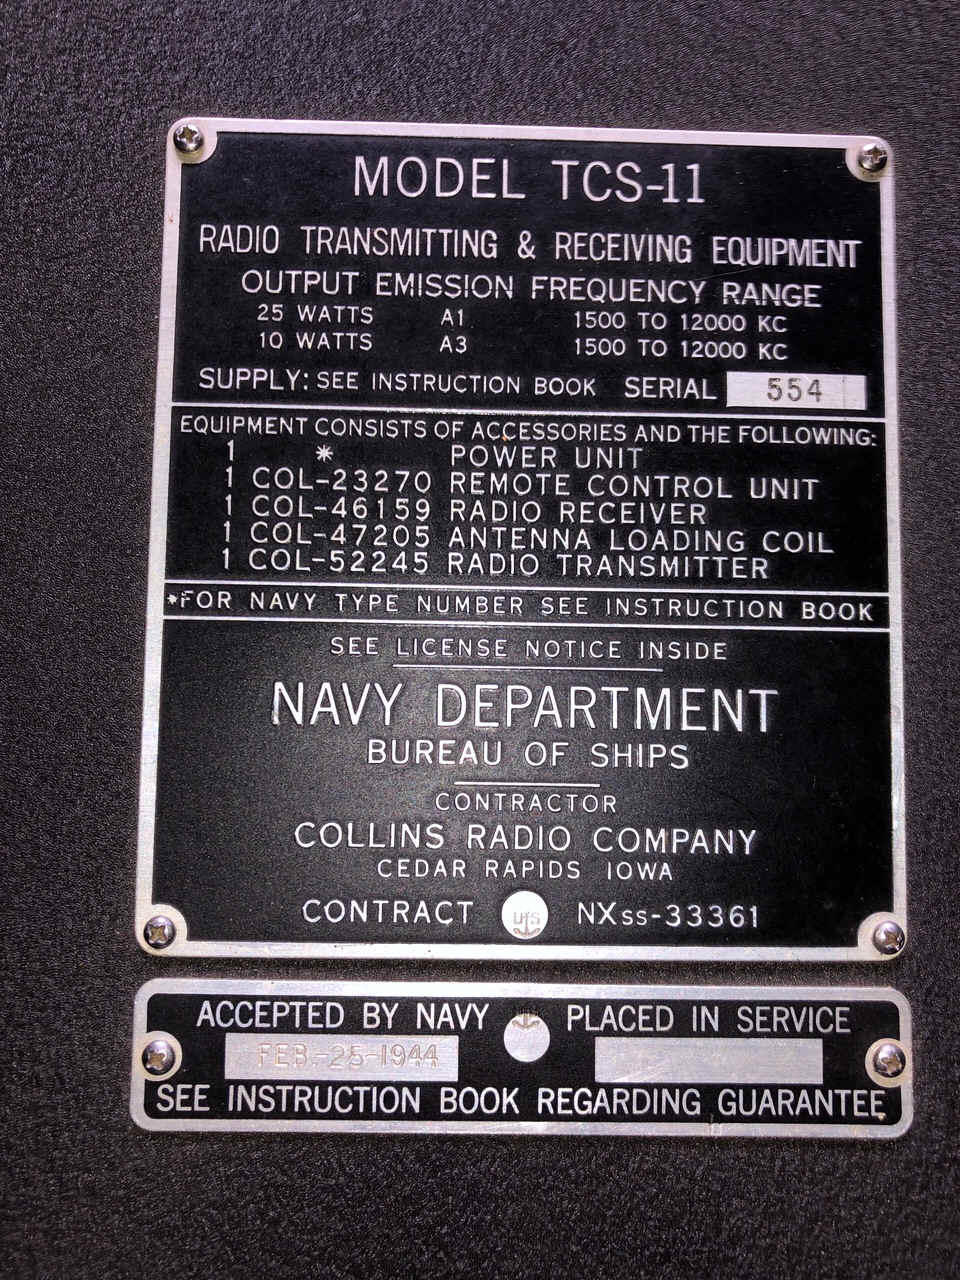 MODEL TCS-11
RADIO TRANSMITTING & RECEIVING EQUIPMENT
OUTPUT EMISSION FREQUENCY RANGE
25 WATTS A1 1500 TO 12000 KC
10 WATTS A3 1500 TO 12000 KC
SUPPLY: SEE INSTRUCTION BOOK SERIAL 554
EQUIPMENT CONSISTS OF ACCESSORIES AND THE FOLLOWING:
1 * POWER UNIT
1 COL-23270 REMOTE CONTROL UNIT
1 COL-46159 RADIO RECEIVER
1 COL-47205 ANTENNA LOADING COIL
1 COL-52245 RADIO TRANSMITTER
*FOR NAVY TYPE NUMBER SEE INSTRUCTION BOOK
SEE LICENSE NOTICE INSIDE
NAVY DEPARTMENT
BUREAU OF SHIPS
CONTRACTOR
COLLINS RADIO COMPANY
CEDAR RAPIDS IOWA
CONTRACT US NXss-33361
ACCEPTED BY NAVY PLACED IN SERVICE
FEB.-25-1944
SEE INSTRUCTION BOOK REGARDING GUARANTEE